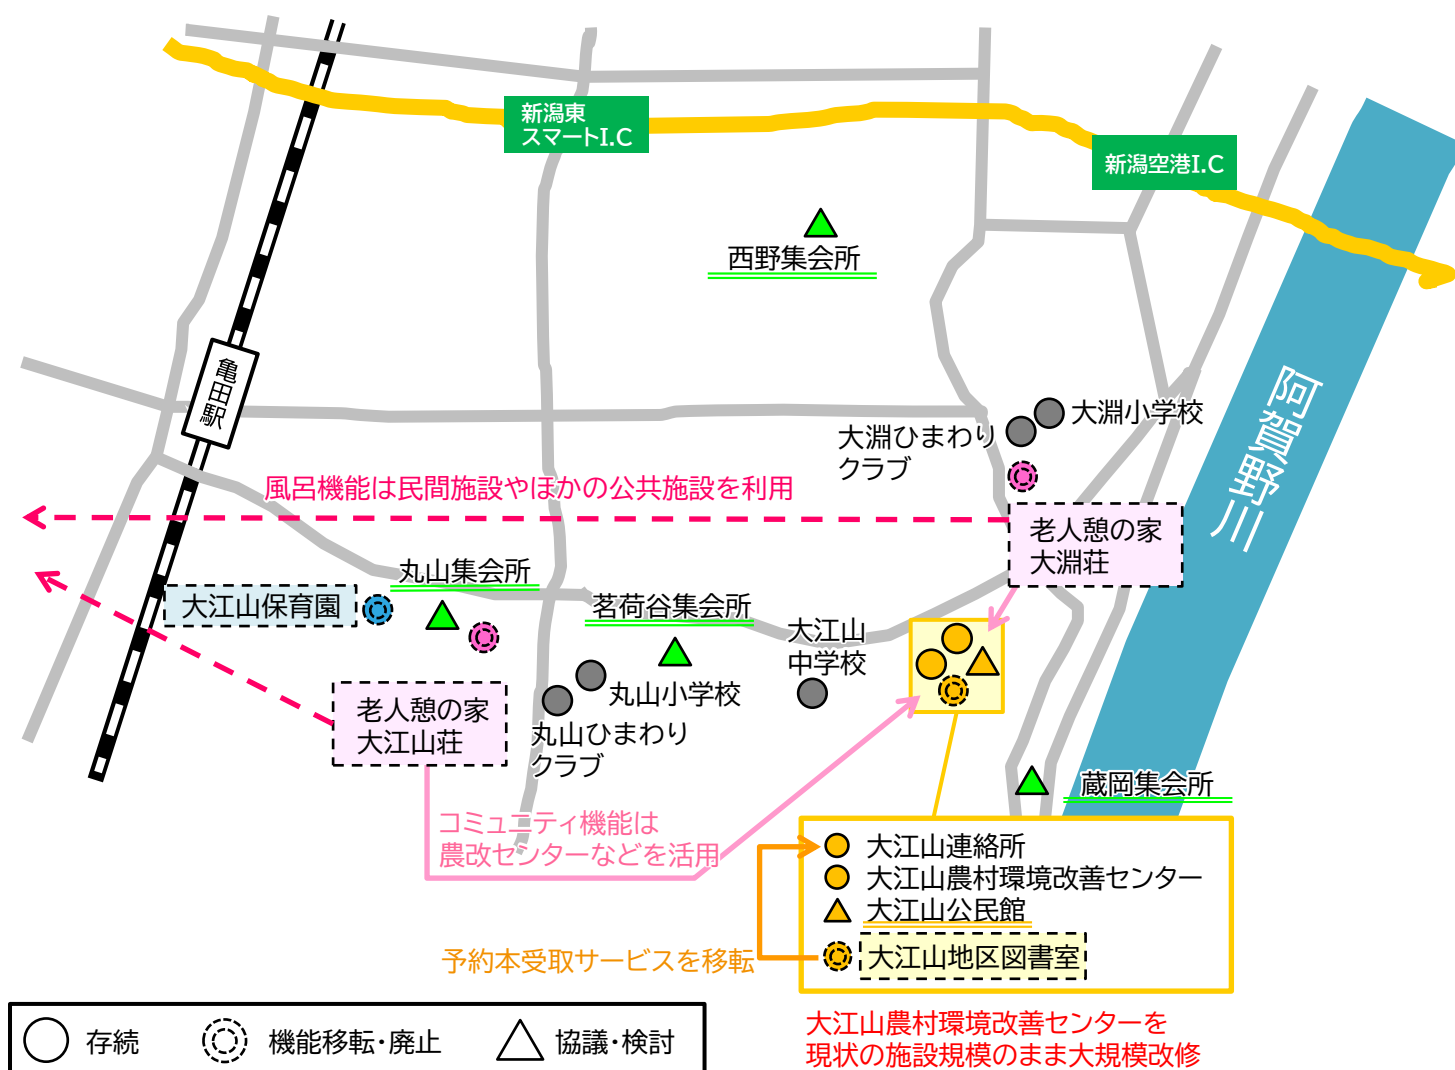 新潟東
スマートI.C
新潟空港I.C
西野集会所
亀田駅
阿賀野川
大淵小学校
大淵ひまわり
クラブ
風呂機能は民間施設やほかの公共施設を利用
老人憩の家
大淵荘
丸山集会所
大江山保育園
茗荷谷集会所
大江山
中学校
丸山小学校
老人憩の家
大江山荘
丸山ひまわり
クラブ
蔵岡集会所
コミュニティ機能は
農改センターなどを活用
大江山連絡所
大江山農村環境改善センター
大江山公民館
大江山地区図書室
予約本受取サービスを移転
大江山農村環境改善センターを
現状の施設規模のまま大規模改修
存続
機能移転・廃止
協議・検討